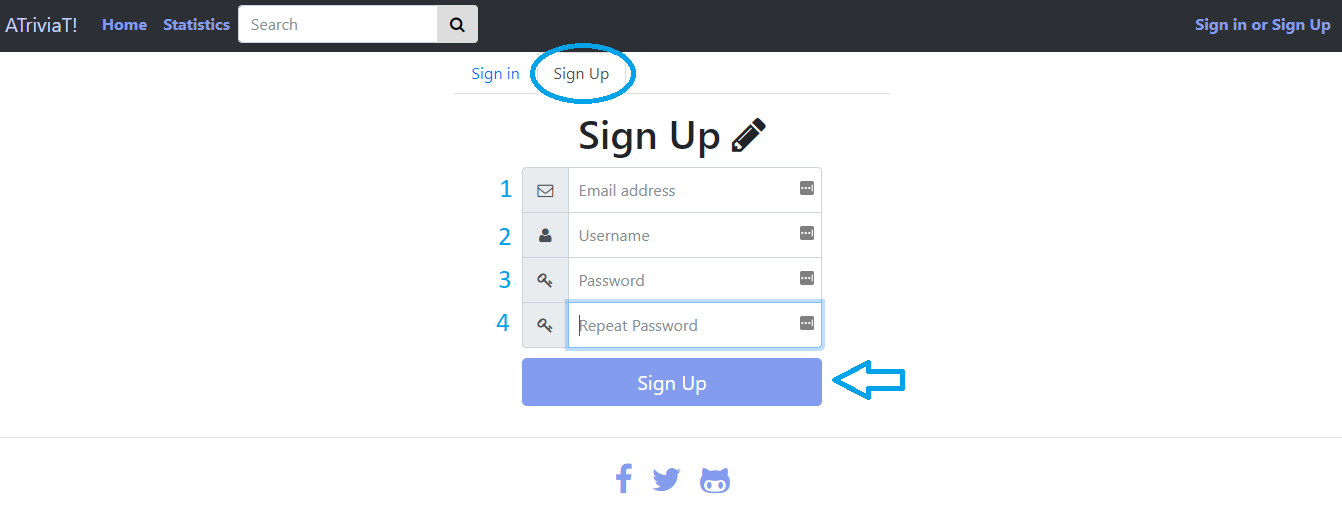 ATriviaT! Home Statistics Search Sign in or Sign Up
Sign in Sign Up
Sign Up
1 Email address
2 Username
3 Password
4 Repeat Password
Sign Up